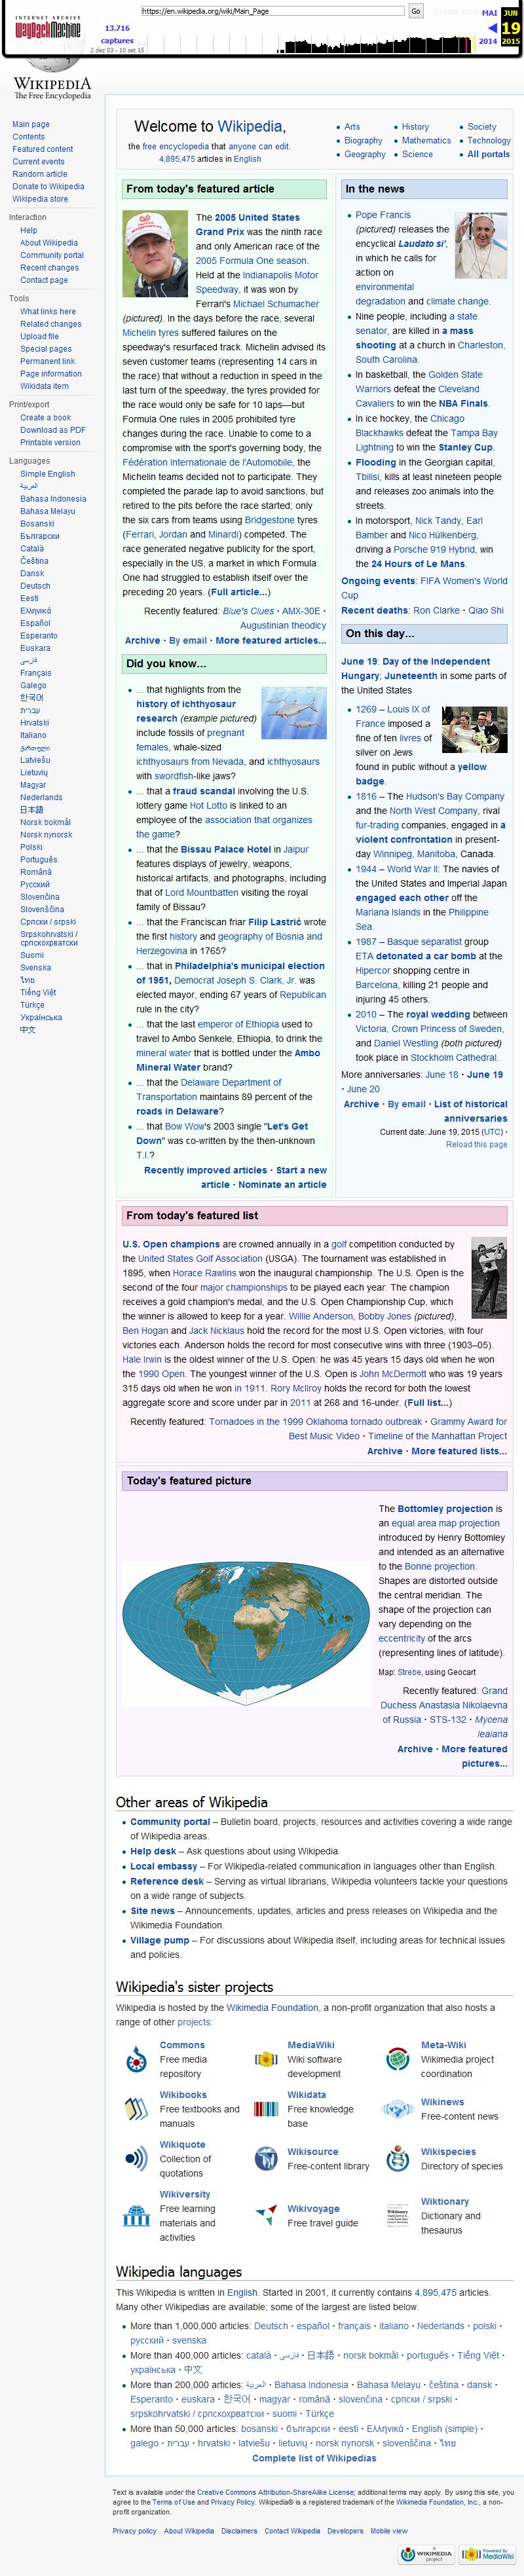 INTERNET ARCHIVE
WayBackMachine
https://en.wikipedia.org/wiki/Main_Page
Go
13.716
captures
2 dez 03 - 10 set 15
MAI
JUN
19
2014
2015
WIKIPEDIA
The Free Encyclopedia
Main page
Contents
Featured content
Current events
Random article
Donate to Wikipedia
Wikipedia store
Interaction
Help
About Wikipedia
Community portal
Recent changes
Contact page
Tools
What links here
Related changes
Upload file
Special pages
Permanent link
Page information
Wikidata item
Print/export
Create a book
Download as PDF
Printable version
Languages
Simple English
العربية
Bahasa Indonesia
Bahasa Melayu
Bosanski
Български
Català
Čeština
Dansk
Deutsch
Eesti
Ελληνικά
Español
Esperanto
Euskara
فارسی
Français
Galego
한국어
עברית
Hrvatski
Italiano
ქართული
Latviešu
Lietuvių
Magyar
Nederlands
日本語
Norsk bokmål
Norsk nynorsk
Polski
Português
Română
Русский
Slovenčina
Slovenščina
Српски / srpski
Srpskohrvatski /
српскохрватски
Suomi
Svenska
ไทย
Tiếng Việt
Türkçe
Українська
中文
Welcome to Wikipedia,
the free encyclopedia that anyone can edit.
4,895,475 articles in English
Arts
Biography
Geography
History
Mathematics
Science
Society
Technology
All portals
From today's featured article
The 2005 United States
Grand Prix was the ninth race
and only American race of the
2005 Formula One season.
Held at the Indianapolis Motor
Speedway, it was won by
Ferrari's Michael Schumacher
(pictured). In the days before the race, several
Michelin tyres suffered failures on the
speedway's resurfaced track. Michelin advised its
seven customer teams (representing 14 cars in
the race) that without a reduction in speed in the
last turn of the speedway, the tyres provided for
the race would only be safe for 10 laps—but
Formula One rules in 2005 prohibited tyre
changes during the race. Unable to come to a
compromise with the sport's governing body, the
Fédération Internationale de l'Automobile, the
Michelin teams decided not to participate. They
completed the parade lap to avoid sanctions, but
retired to the pits before the race started; only
the six cars from teams using Bridgestone tyres
(Ferrari, Jordan and Minardi) competed. The
race generated negative publicity for the sport,
especially in the US, a market in which Formula
One had struggled to establish itself over the
preceding 20 years. (Full article...)
Recently featured: Blue's Clues · AMX-30E ·
Augustinian theodicy
Archive · By email · More featured articles...
Did you know...
... that highlights from the
history of ichthyosaur
research (example pictured)
include fossils of pregnant
females, whale-sized
ichthyosaurs from Nevada, and ichthyosaurs
with swordfish-like jaws?
... that a fraud scandal involving the U.S.
lottery game Hot Lotto is linked to an
employee of the association that organizes
the game?
... that the Bissau Palace Hotel in Jaipur
features displays of jewelry, weapons,
historical artifacts, and photographs, including
that of Lord Mountbatten visiting the royal
family of Bissau?
... that the Franciscan friar Filip Lastrić wrote
the first history and geography of Bosnia and
Herzegovina in 1765?
... that in Philadelphia's municipal election
of 1951, Democrat Joseph S. Clark, Jr. was
elected mayor, ending 67 years of Republican
rule in the city?
... that the last emperor of Ethiopia used to
travel to Ambo Senkele, Ethiopia, to drink the
mineral water that is bottled under the Ambo
Mineral Water brand?
... that the Delaware Department of
Transportation maintains 89 percent of the
roads in Delaware?
... that Bow Wow's 2003 single "Let's Get
Down" was co-written by the then-unknown
T.I.?
Recently improved articles · Start a new
article · Nominate an article
In the news
Pope Francis
(pictured) releases the
encyclical Laudato si',
in which he calls for
action on
environmental
degradation and climate change.
Nine people, including a state
senator, are killed in a mass
shooting at a church in Charleston,
South Carolina.
In basketball, the Golden State
Warriors defeat the Cleveland
Cavaliers to win the NBA Finals.
In ice hockey, the Chicago
Blackhawks defeat the Tampa Bay
Lightning to win the Stanley Cup.
Flooding in the Georgian capital,
Tbilisi, kills at least nineteen people
and releases zoo animals into the
streets.
In motorsport, Nick Tandy, Earl
Bamber and Nico Hülkenberg,
driving a Porsche 919 Hybrid, win
the 24 Hours of Le Mans.
Ongoing events: FIFA Women's World
Cup
Recent deaths: Ron Clarke · Qiao Shi
On this day...
June 19: Day of the Independent
Hungary; Juneteenth in some parts of
the United States
1269 – Louis IX of
France imposed a
fine of ten livres of
silver on Jews
found in public without a yellow
badge.
1816 – The Hudson's Bay Company
and the North West Company, rival
fur-trading companies, engaged in a
violent confrontation in present-
day Winnipeg, Manitoba, Canada.
1944 – World War II: The navies of
the United States and Imperial Japan
engaged each other off the
Mariana Islands in the Philippine
Sea.
1987 – Basque separatist group
ETA detonated a car bomb at the
Hipercor shopping centre in
Barcelona, killing 21 people and
injuring 45 others.
2010 – The royal wedding between
Victoria, Crown Princess of Sweden,
and Daniel Westling (both pictured)
took place in Stockholm Cathedral.
More anniversaries: June 18 · June 19
· June 20
Archive · By email · List of historical
anniversaries
Current date: June 19, 2015 (UTC) ·
Reload this page
From today's featured list
U.S. Open champions are crowned annually in a golf competition conducted by
the United States Golf Association (USGA). The tournament was established in
1895, when Horace Rawlins won the inaugural championship. The U.S. Open is the
second of the four major championships to be played each year. The champion
receives a gold champion's medal, and the U.S. Open Championship Cup, which
the winner is allowed to keep for a year. Willie Anderson, Bobby Jones (pictured),
Ben Hogan and Jack Nicklaus hold the record for the most U.S. Open victories, with four
victories each. Anderson holds the record for most consecutive wins with three (1903–05).
Hale Irwin is the oldest winner of the U.S. Open: he was 45 years 15 days old when he won
the 1990 Open. The youngest winner of the U.S. Open is John McDermott who was 19 years
315 days old when he won in 1911. Rory McIlroy holds the record for both the lowest
aggregate score and score under par in 2011 at 268 and 16-under. (Full list...)
Recently featured: Tornadoes in the 1999 Oklahoma tornado outbreak · Grammy Award for
Best Music Video · Timeline of the Manhattan Project
Archive · More featured lists...
Today's featured picture
The Bottomley projection is
an equal area map projection
introduced by Henry Bottomley
and intended as an alternative
to the Bonne projection.
Shapes are distorted outside
the central meridian. The
shape of the projection can
vary depending on the
eccentricity of the arcs
(representing lines of latitude).
Map: Strebe, using Geocart
Recently featured: Grand
Duchess Anastasia Nikolaevna
of Russia · STS-132 · Mycena
leaiana
Archive · More featured
pictures...
Other areas of Wikipedia
Community portal – Bulletin board, projects, resources and activities covering a wide range
of Wikipedia areas.
Help desk – Ask questions about using Wikipedia.
Local embassy – For Wikipedia-related communication in languages other than English.
Reference desk – Serving as virtual librarians, Wikipedia volunteers tackle your questions
on a wide range of subjects.
Site news – Announcements, updates, articles and press releases on Wikipedia and the
Wikimedia Foundation.
Village pump – For discussions about Wikipedia itself, including areas for technical issues
and policies.
Wikipedia's sister projects
Wikipedia is hosted by the Wikimedia Foundation, a non-profit organization that also hosts a
range of other projects:
Commons
Free media
repository
MediaWiki
Wiki software
development
Meta-Wiki
Wikimedia project
coordination
Wikibooks
Free textbooks and
manuals
Wikidata
Free knowledge
base
Wikinews
Free-content news
Wikiquote
Collection of
quotations
Wikisource
Free-content library
Wikispecies
Directory of species
Wikiversity
Free learning
materials and
activities
Wikivoyage
Free travel guide
Wiktionary
Dictionary and
thesaurus
Wikipedia languages
This Wikipedia is written in English. Started in 2001, it currently contains 4,895,475 articles.
Many other Wikipedias are available; some of the largest are listed below.
More than 1,000,000 articles: Deutsch · español · français · italiano · Nederlands · polski ·
русский · svenska
More than 400,000 articles: català · فارسی · 日本語 · norsk bokmål · português · Tiếng Việt ·
українська · 中文
More than 200,000 articles: العربية · Bahasa Indonesia · Bahasa Melayu · čeština · dansk ·
Esperanto · euskara · 한국어 · magyar · română · slovenčina · српски / srpski ·
srpskohrvatski / српскохрватски · suomi · Türkçe
More than 50,000 articles: bosanski · български · eesti · Ελληνικά · English (simple) ·
galego · עברית · hrvatski · latviešu · lietuvių · norsk nynorsk · slovenščina · ไทย
Complete list of Wikipedias
Text is available under the Creative Commons Attribution-ShareAlike License; additional terms may apply. By using this site, you
agree to the Terms of Use and Privacy Policy. Wikipedia® is a registered trademark of the Wikimedia Foundation, Inc., a non-
profit organization.
Privacy policy About Wikipedia Disclaimers Contact Wikipedia Developers Mobile view
WIKIMEDIA
project
Powered By
MediaWiki